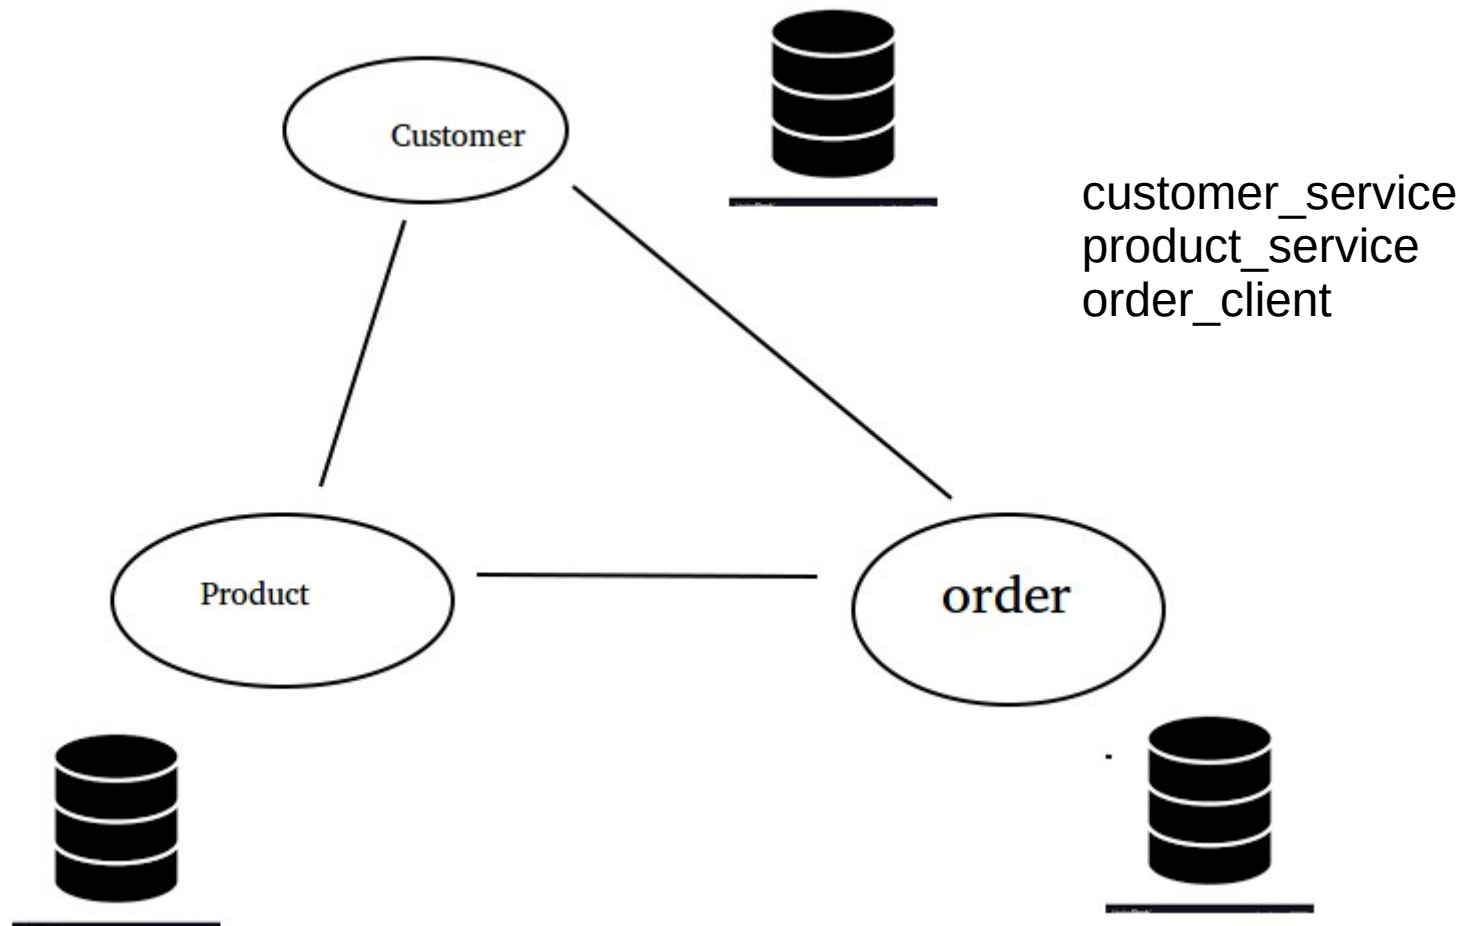 Customer
customer_service
product_service
order_client
Product
order